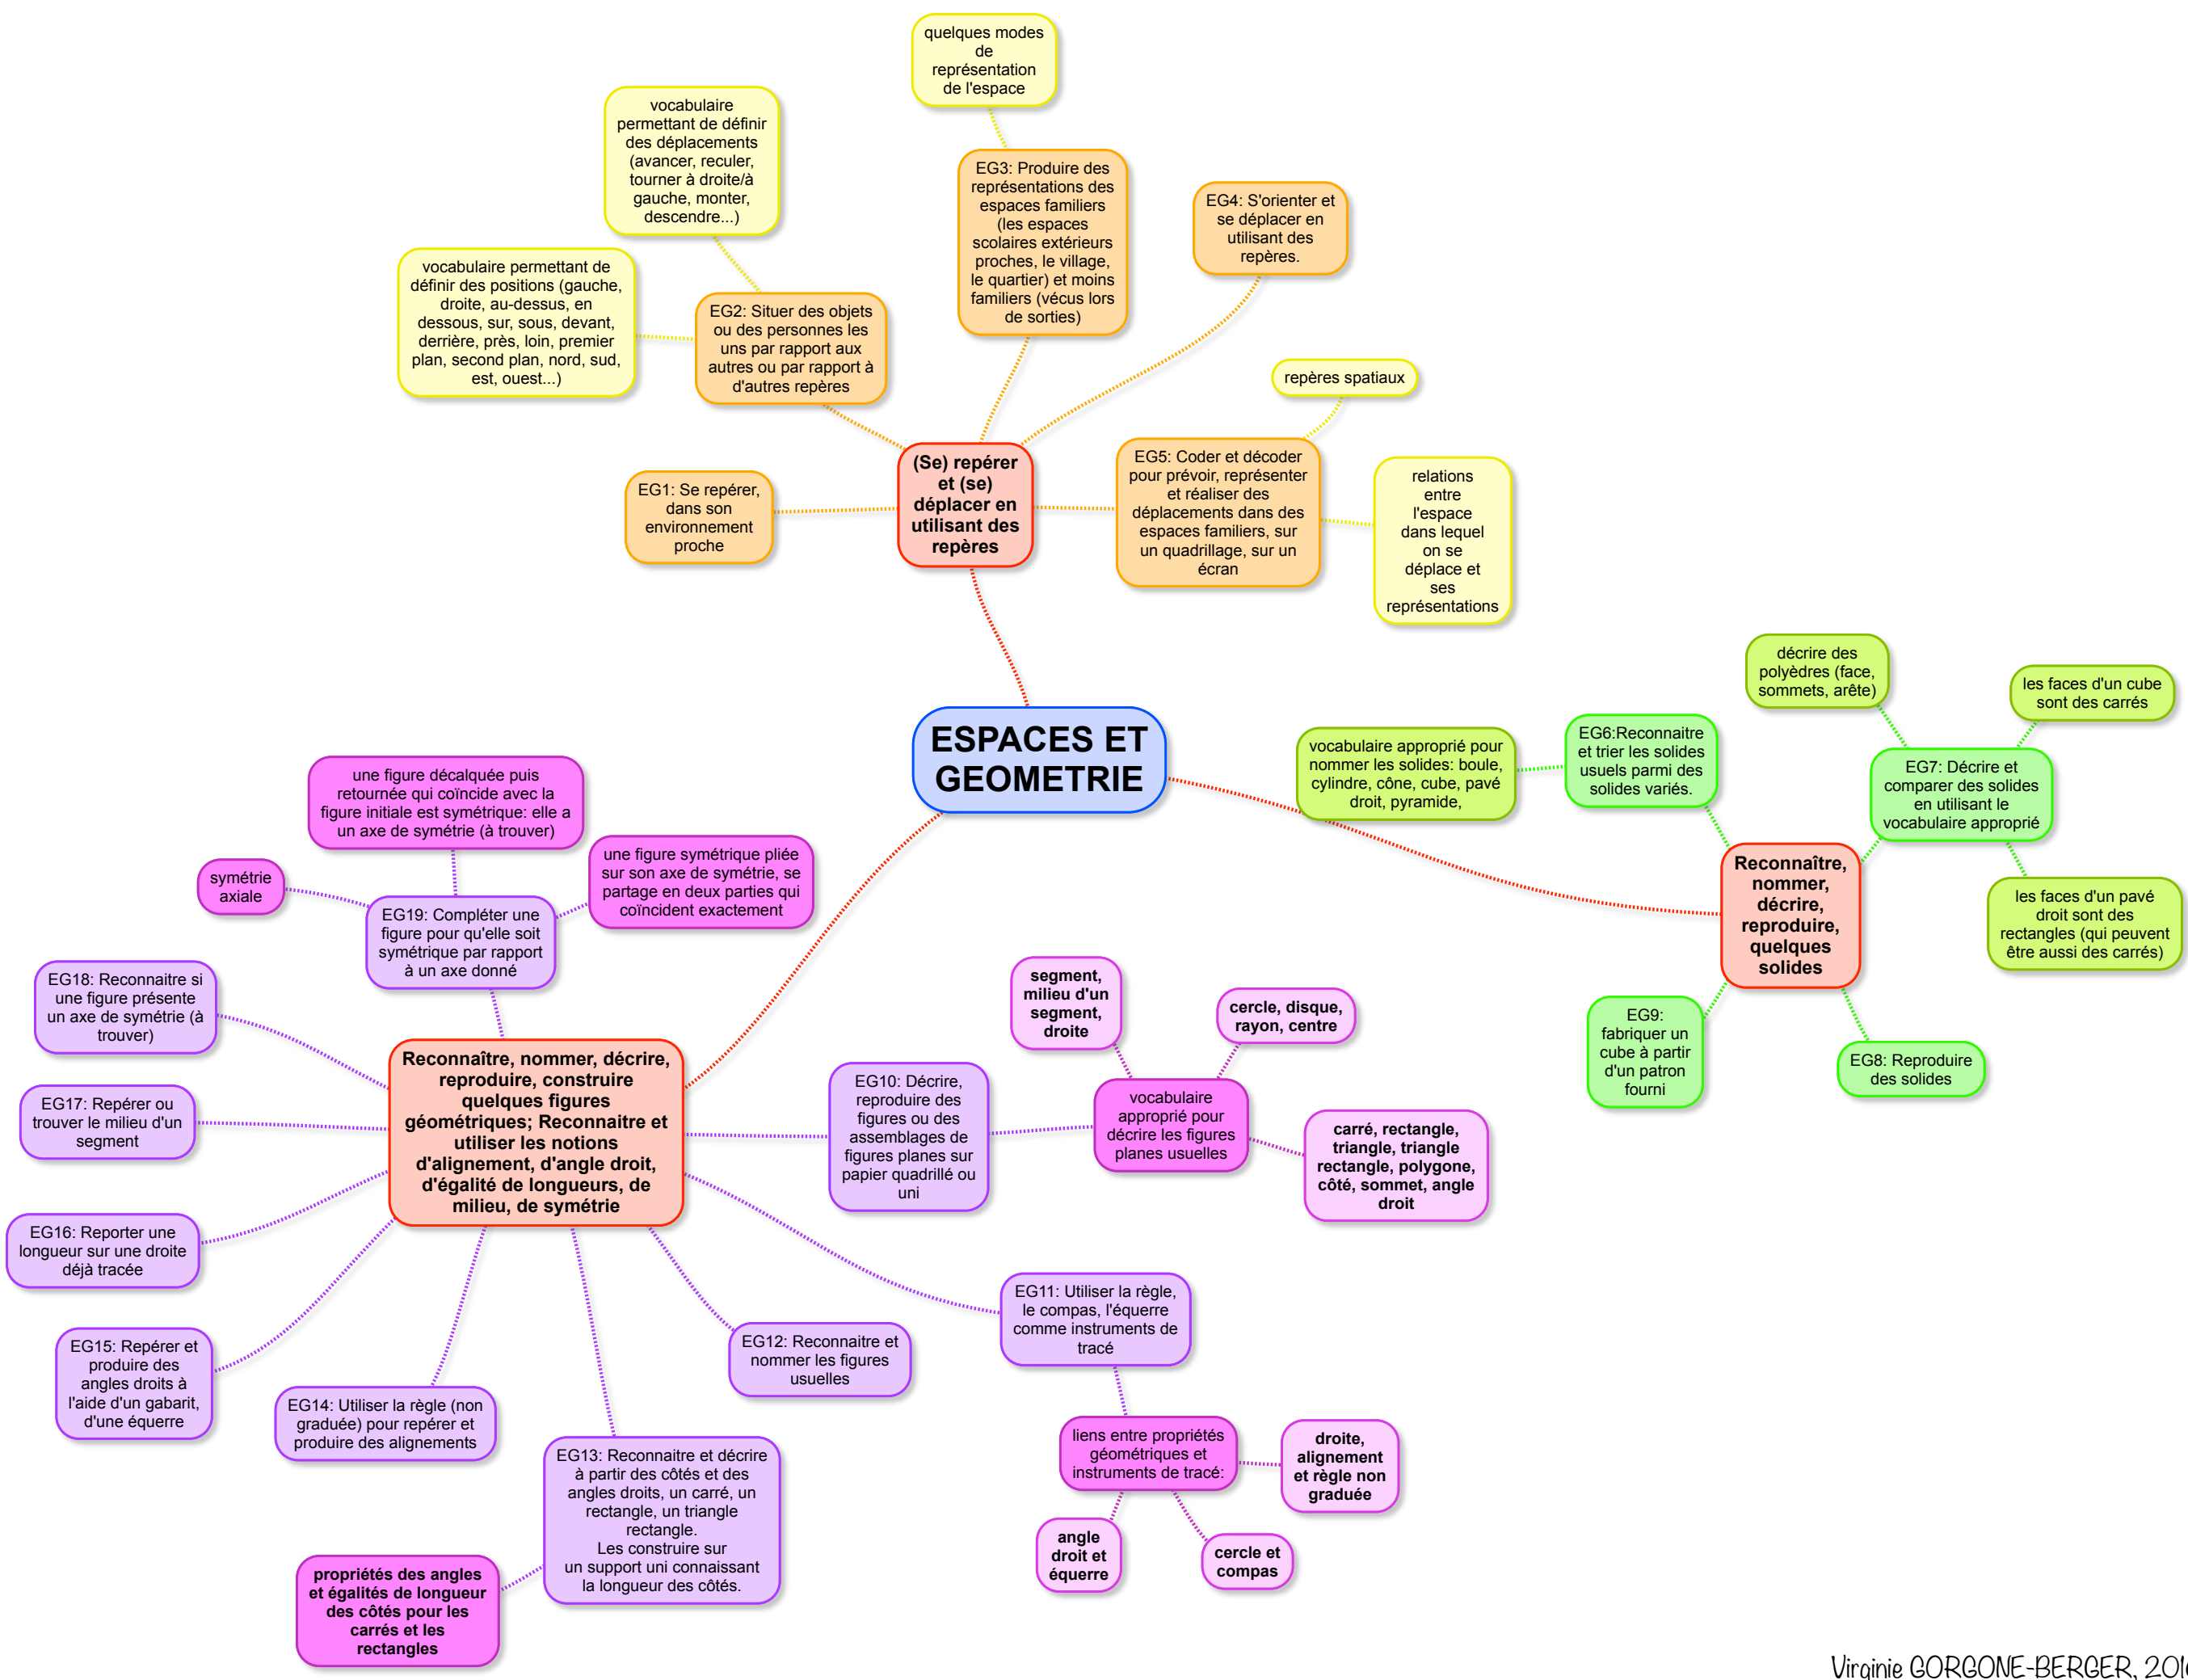 quelques modes
de
représentation
de l'espace
vocabulaire
permettant de définir
des déplacements
(avancer, reculer,
tourner à droite/à
gauche, monter,
descendre...)
EG3: Produire des
représentations des
espaces familiers
(les espaces
scolaires extérieurs
proches, le village,
le quartier) et moins
familiers (vécus lors
de sorties)
EG4: S'orienter et
se déplacer en
utilisant des
repères.
vocabulaire permettant de
définir des positions (gauche,
droite, au-dessus, en
dessous, sur, sous, devant,
derrière, près, loin, premier
plan, second plan, nord, sud,
est, ouest...)
EG2: Situer des objets
ou des personnes les
uns par rapport aux
autres ou par rapport à
d'autres repères
repères spatiaux
(Se) repérer
et (se)
déplacer en
utilisant des
repères
EG1: Se repérer,
dans son
environnement
proche
EG5: Coder et décoder
pour prévoir, représenter
et réaliser des
déplacements dans des
espaces familiers, sur
un quadrillage, sur un
écran
relations
entre
l'espace
dans lequel
on se
déplace et
ses
représentations
ESPACES ET
GEOMETRIE
décrire des
polyèdres (face,
sommets, arête)
les faces d'un cube
sont des carrés
vocabulaire approprié pour
nommer les solides: boule,
cylindre, cône, cube, pavé
droit, pyramide,
EG6:Reconnaitre
et trier les solides
usuels parmi des
solides variés.
EG7: Décrire et
comparer des solides
en utilisant le
vocabulaire approprié
Reconnaître,
nommer,
décrire,
reproduire,
quelques
solides
les faces d'un pavé
droit sont des
rectangles (qui peuvent
être aussi des carrés)
EG9:
fabriquer un
cube à partir
d'un patron
fourni
EG8: Reproduire
des solides
une figure décalquée puis
retournée qui coïncide avec la
figure initiale est symétrique: elle a
un axe de symétrie (à trouver)
une figure symétrique pliée
sur son axe de symétrie, se
partage en deux parties qui
coïncident exactement
symétrie
axiale
EG19: Compléter une
figure pour qu'elle soit
symétrique par rapport
à un axe donné
EG18: Reconnaitre si
une figure présente
un axe de symétrie (à
trouver)
Reconnaître, nommer, décrire,
reproduire, construire
quelques figures
géométriques; Reconnaitre et
utiliser les notions
d'alignement, d'angle droit,
d'égalité de longueurs, de
milieu, de symétrie
EG17: Repérer ou
trouver le milieu d'un
segment
EG16: Reporter une
longueur sur une droite
déjà tracée
EG15: Repérer et
produire des
angles droits à
l'aide d'un gabarit,
d'une équerre
EG14: Utiliser la règle (non
graduée) pour repérer et
produire des alignements
EG13: Reconnaitre et décrire
à partir des côtés et des
angles droits, un carré, un
rectangle, un triangle
rectangle.
Les construire sur
un support uni connaissant
la longueur des côtés.
propriétés des angles
et égalités de longueur
des côtés pour les
carrés et les
rectangles
EG12: Reconnaitre et
nommer les figures
usuelles
EG10: Décrire,
reproduire des
figures ou des
assemblages de
figures planes sur
papier quadrillé ou
uni
segment,
milieu d'un
segment,
droite
cercle, disque,
rayon, centre
vocabulaire
approprié pour
décrire les figures
planes usuelles
carré, rectangle,
triangle, triangle
rectangle, polygone,
côté, sommet, angle
droit
EG11: Utiliser la règle,
le compas, l'équerre
comme instruments de
tracé
liens entre propriétés
géométriques et
instruments de tracé:
droite,
alignement
et règle non
graduée
angle
droit et
équerre
cercle et
compas
Virginie GORGONE-BERGER, 2016